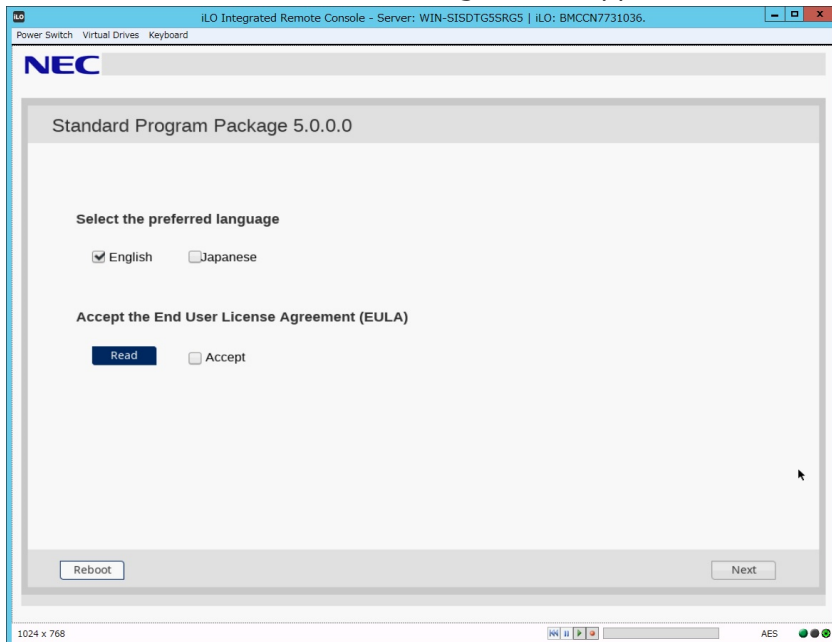 iLO Integrated Remote Console - Server: WIN-SISDTG5SRG5 | iLO: BMCCN7731036.
Power Switch Virtual Drives Keyboard
NEC
Standard Program Package 5.0.0.0
Select the preferred language
English Japanese
Accept the End User License Agreement (EULA)
Read Accept
Reboot Next
1024 x 768 AES